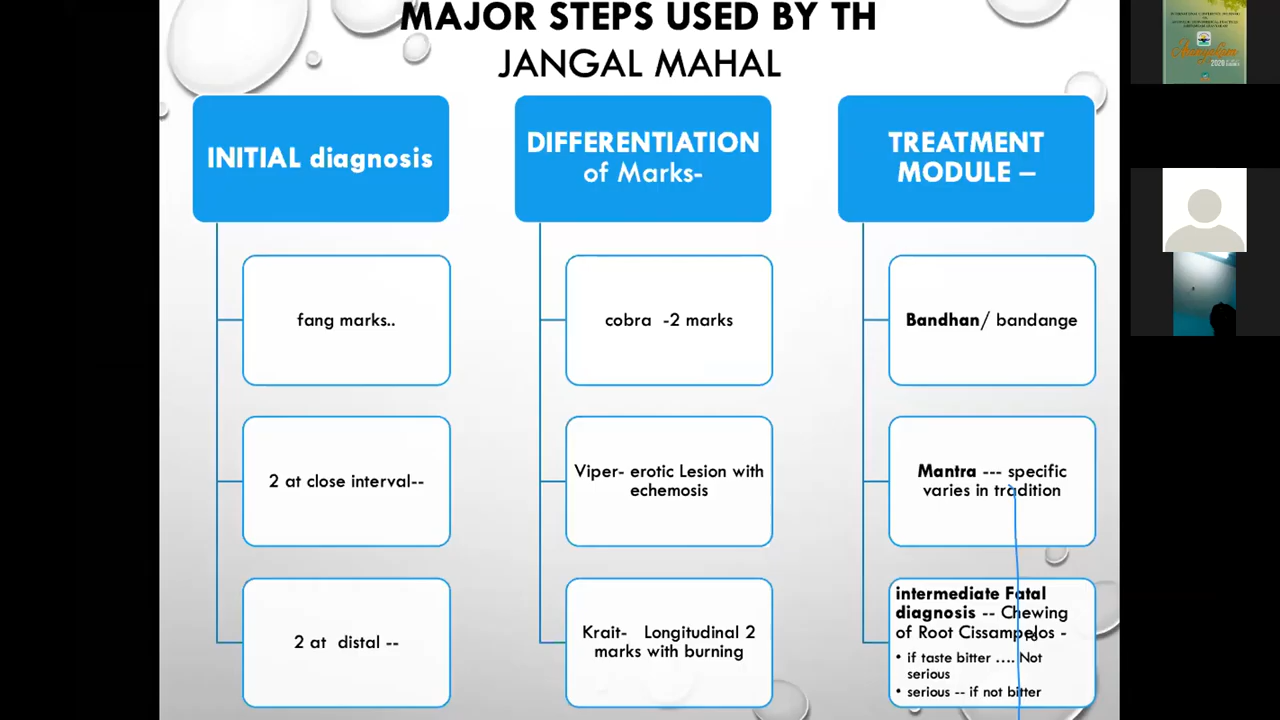 MAJOR STEPS USED BY TH
JANGAL MAHAL
INITIAL diagnosis
fang marks..
2 at close interval--
2 at distal --
DIFFERENTIATION
of Marks-
cobra -2 marks
Viper- erotic Lesion with
echemosis
Krait- Longitudinal 2
marks with burning
TREATMENT
MODULE –
Bandhan/ bandange
Mantra --- specific
varies in tradition
intermediate Fatal
diagnosis -- Chewing
of Root Cissampelos -
• if taste bitter .... Not
serious
• serious -- if not bitter
2020